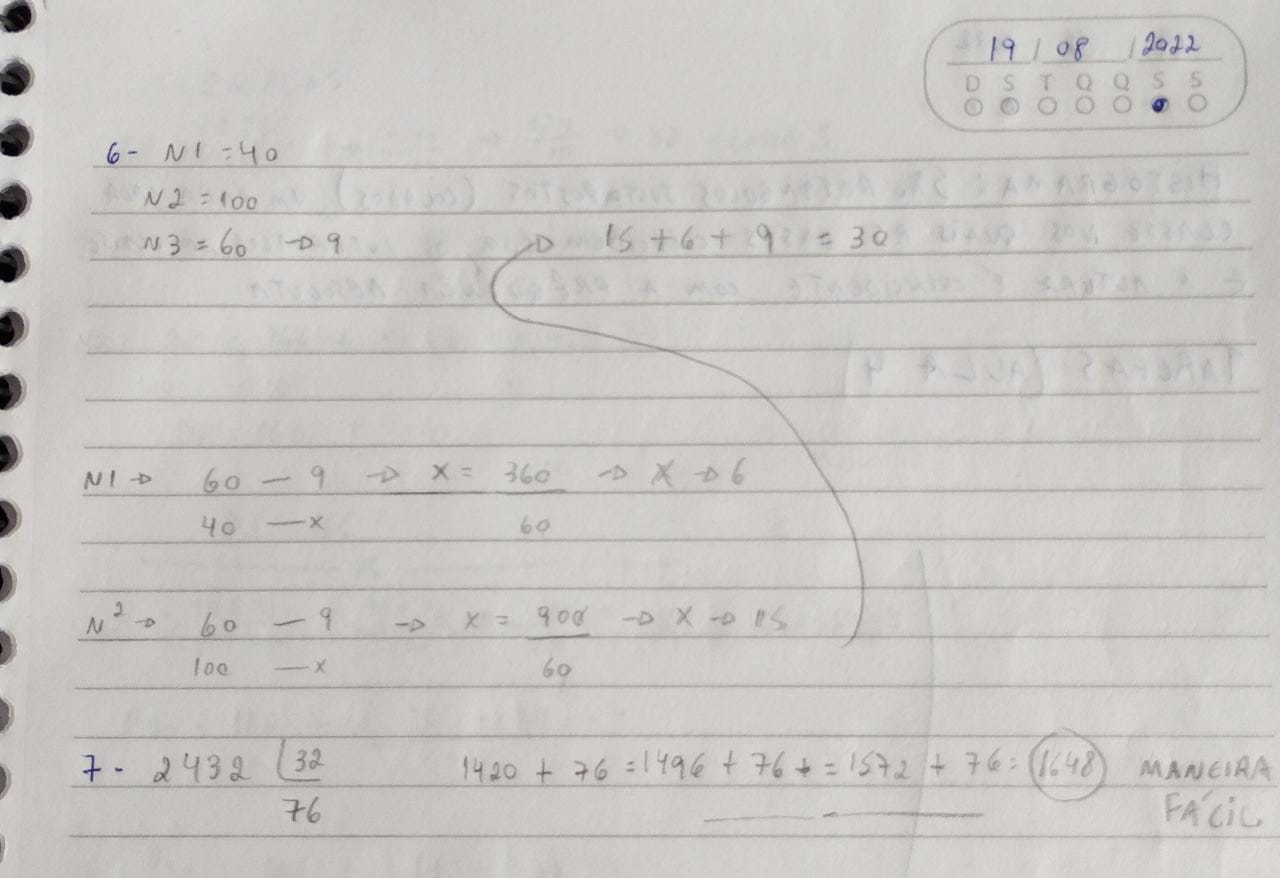 19 / 08 / 2022
D S T Q Q S S
6- N1 = 40
N2 = 100
N3 = 60 → 9 → 15 + 6 + 9 = 30
N1 → 60 — 9 → x = 360 → x → 6
40 — x 60
N2 → 60 — 9 → x = 900 → x → 15
100 — x 60
7- 2432 32 1420 + 76 = 1496 + 76 + = 1572 + 76 = 1648 MANEIRA
76 FÁCIL